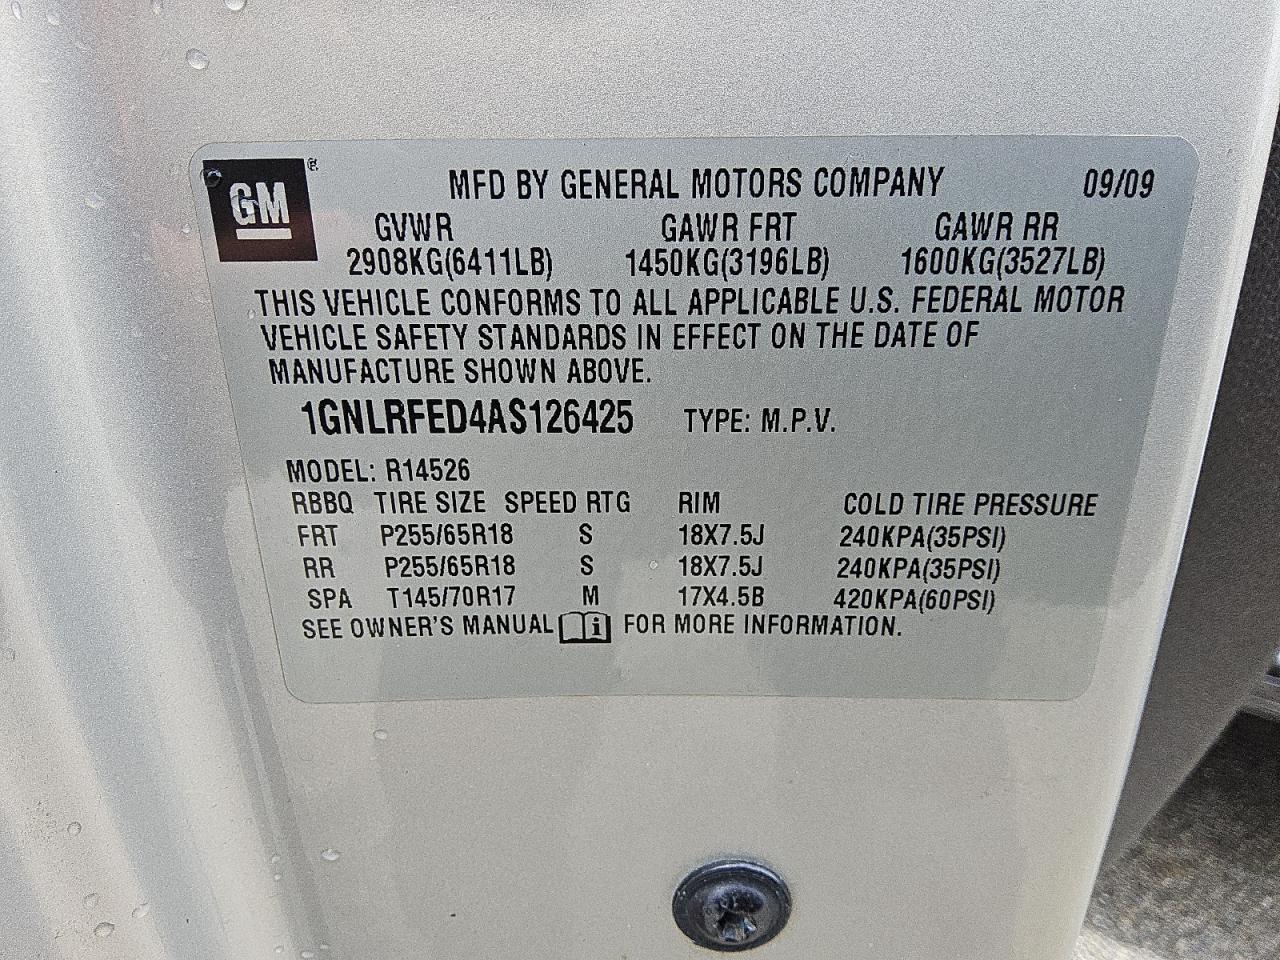 GM® MFD BY GENERAL MOTORS COMPANY 09/09
GVWR GAWR FRT GAWR RR
2908KG(6411LB) 1450KG(3196LB) 1600KG(3527LB)
THIS VEHICLE CONFORMS TO ALL APPLICABLE U.S. FEDERAL MOTOR
VEHICLE SAFETY STANDARDS IN EFFECT ON THE DATE OF
MANUFACTURE SHOWN ABOVE.
1GNLRFED4AS126425 TYPE: M.P.V.
MODEL: R14526
RBBQ TIRE SIZE SPEED RTG RIM COLD TIRE PRESSURE
FRT P255/65R18 S 18X7.5J 240KPA(35PSI)
RR P255/65R18 S 18X7.5J 240KPA(35PSI)
SPA T145/70R17 M 17X4.5B 420KPA(60PSI)
SEE OWNER'S MANUAL i FOR MORE INFORMATION.